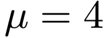 μ = 4